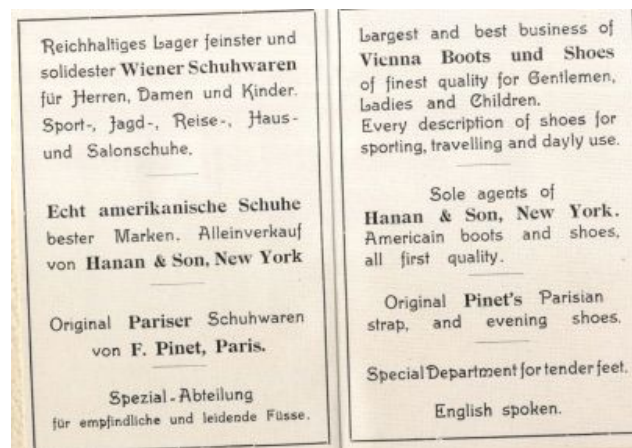 Reichhaltiges Lager feinster und
solidester Wiener Schuhwaren
für Herren, Damen und Kinder.
Sport-, Jagd-, Reise-, Haus-
und Salonschuhe.
Echt amerikanische Schuhe
bester Marken. Alleinverkauf
von Hanan & Son, New York
Original Pariser Schuhwaren
von F. Pinet, Paris.
Spezial-Abteilung
für empfindliche und leidende Füsse.
Largest and best business of
Vienna Boots und Shoes
of finest quality for Gentlemen,
Ladies and Children.
Every description of shoes for
sporting, travelling and dayly use.
Sole agents of
Hanan & Son, New York.
Americain boots and shoes,
all first quality.
Original Pinet's Parisian
strap, and evening shoes.
Special Department for tender feet.
English spoken.